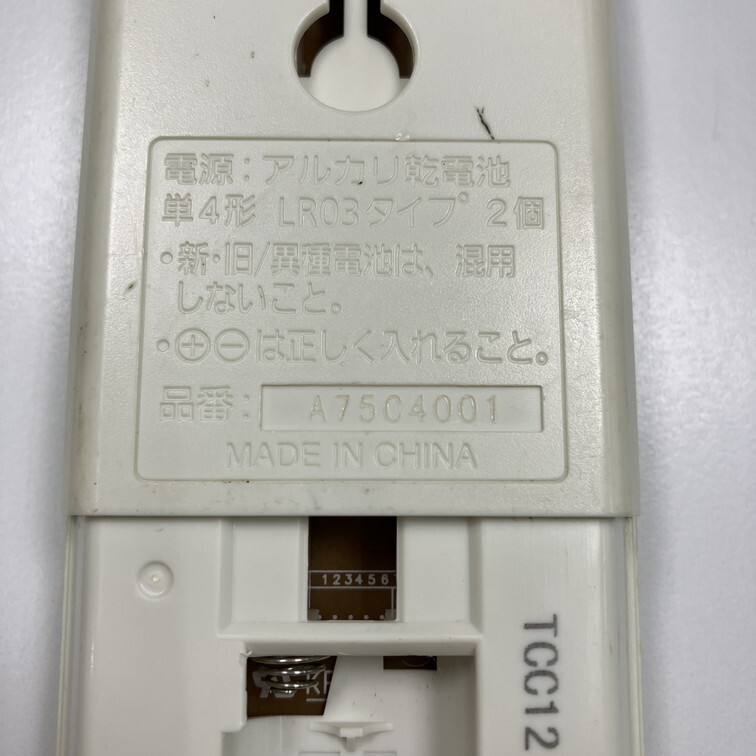 電源:アルカリ乾電池
単4形 LR03タイプ 2個
・新・旧/異種電池は、混用
しないこと。
・⊕⊖は正しく入れること。
品番: A75C4001
MADE IN CHINA
123456
TCC12